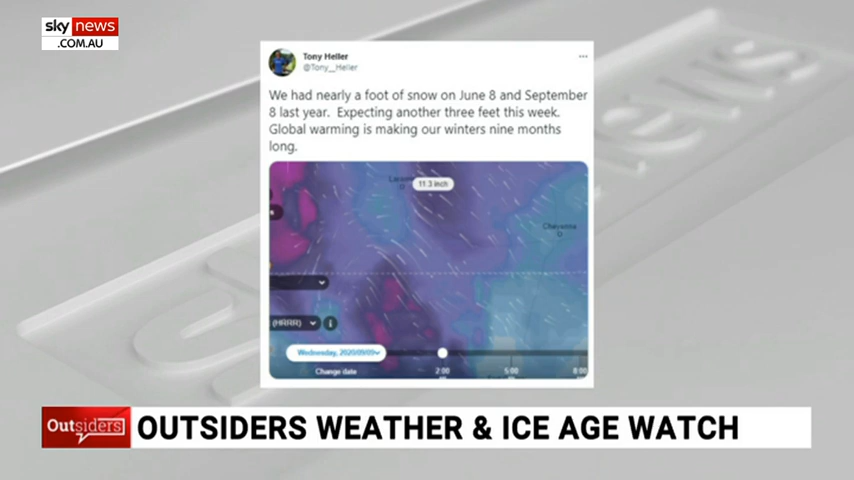 sky news
.COM.AU
Tony Heller
@Tony__Heller
We had nearly a foot of snow on June 8 and September
8 last year. Expecting another three feet this week.
Global warming is making our winters nine months
long.
11.3 inch
Cheyenne
(HRRR)
Wednesday, 2020/09/09
Change date
2:00
5:00
8:00
Outsiders
OUTSIDERS WEATHER & ICE AGE WATCH